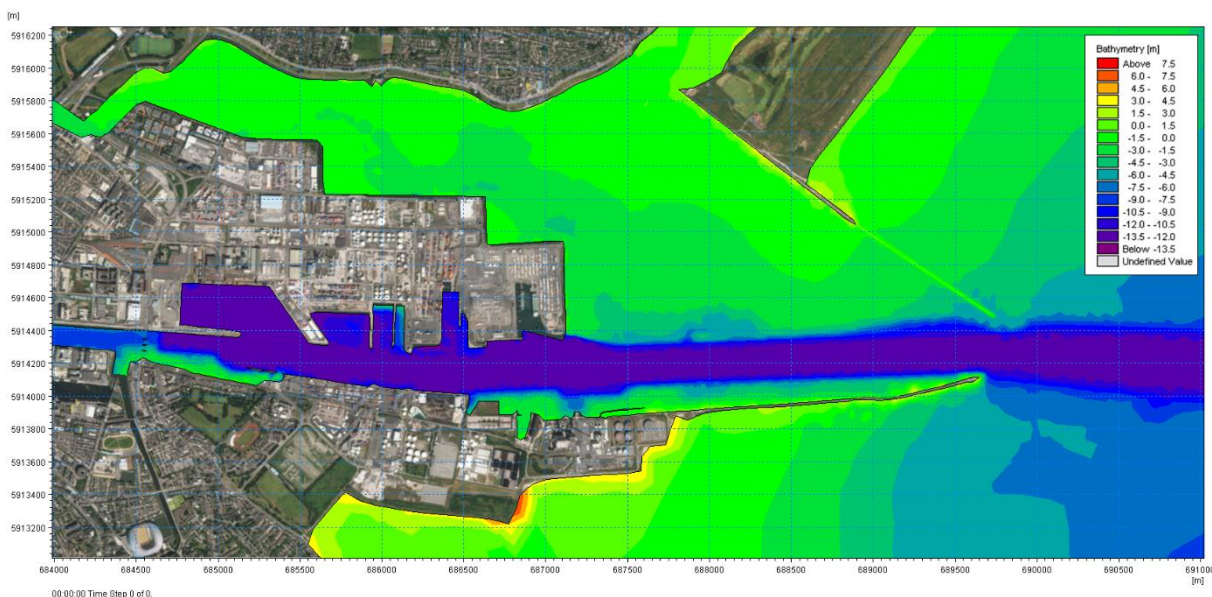 [m]
5916200
5916000
5915800
5915600
5915400
5915200
5915000
5914800
5914600
5914400
5914200
5914000
5913800
5913600
5913400
5913200
Bathymetry [m]
Above 7.5
6.0 - 7.5
4.5 - 6.0
3.0 - 4.5
1.5 - 3.0
0.0 - 1.5
-1.5 - 0.0
-3.0 - -1.5
-4.5 - -3.0
-6.0 - -4.5
-7.5 - -6.0
-9.0 - -7.5
-10.5 - -9.0
-12.0 - -10.5
-13.5 - -12.0
Below -13.5
Undefined Value
684000 684500 685000 685500 686000 686500 687000 687500 688000 688500 689000 689500 690000 690500 691000
[m]
00:00:00 Time Step 0 of 0.